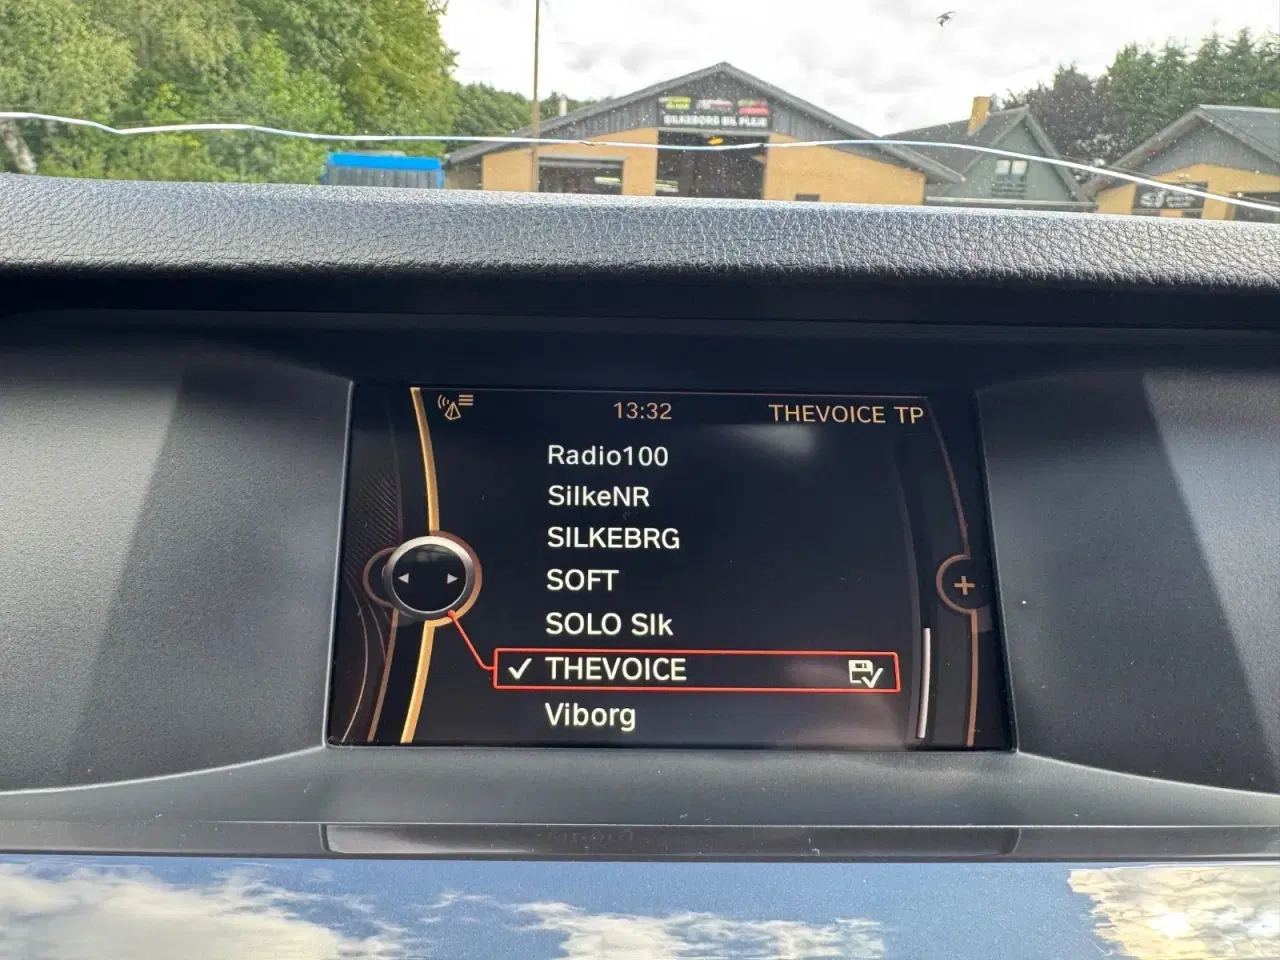 SILKEBORG BIL PLEJE
13:32
THEVOICE TP
Radio100
SilkeNR
SILKEBRG
SOFT
SOLO Slk
THEVOICE
Viborg